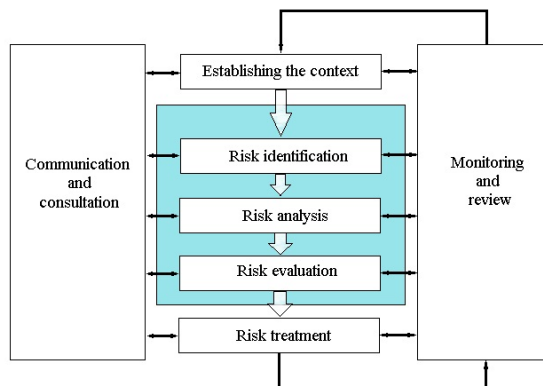 Establishing the context
Communication
and
consultation
Risk identification
Risk analysis
Risk evaluation
Risk treatment
Monitoring
and
review